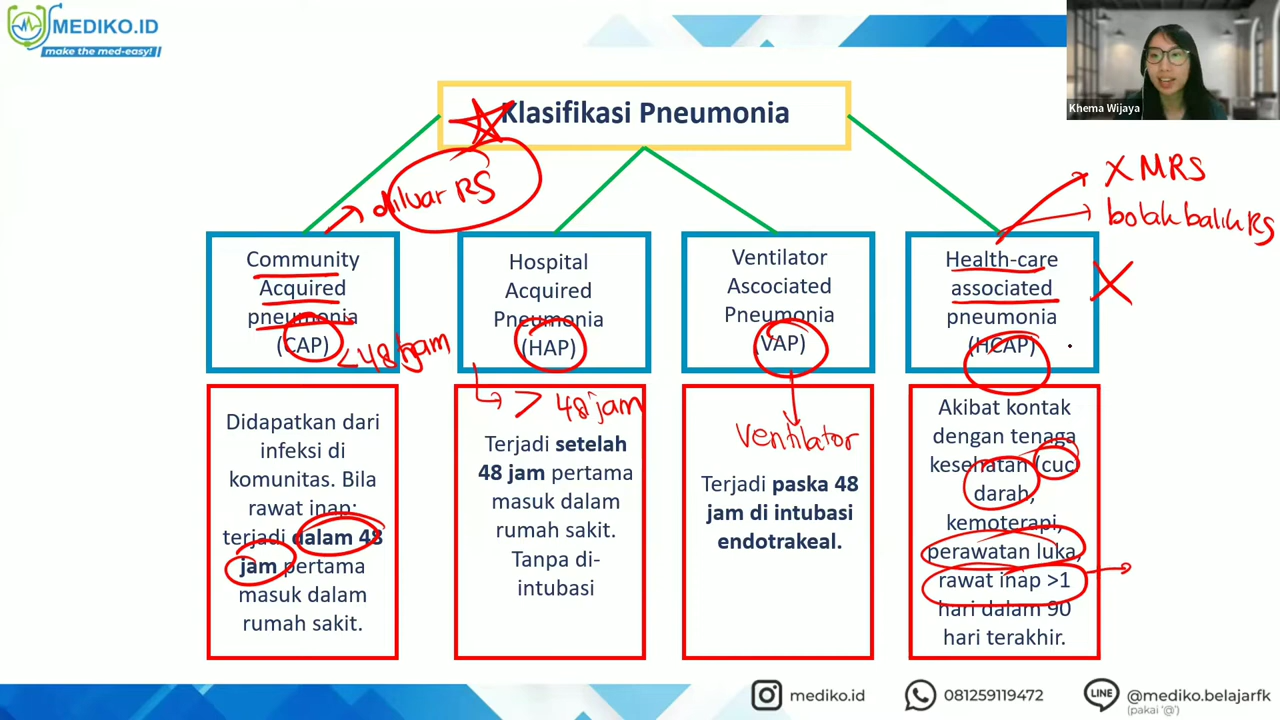 MEDIKO.ID
make the med-easy!
Khema Wijaya
Klasifikasi Pneumonia
diluar RS
X MRS
bolak balik RS
Community
Acquired
pneumonia
(CAP)
< 48 jam
Hospital
Acquired
Pneumonia
(HAP)
> 48 jam
Ventilator
Ascociated
Pneumonia
(VAP)
Ventilator
Health-care
associated
pneumonia
(HCAP)
X
Didapatkan dari
infeksi di
komunitas. Bila
rawat inap:
terjadi dalam 48
jam pertama
masuk dalam
rumah sakit.
Terjadi setelah
48 jam pertama
masuk dalam
rumah sakit.
Tanpa di-
intubasi
Terjadi paska 48
jam di intubasi
endotrakeal.
Akibat kontak
dengan tenaga
kesehatan (cuci
darah,
kemoterapi,
perawatan luka,
rawat inap >1
hari dalam 90
hari terakhir.
mediko.id
081259119472
LINE
@mediko.belajarfk
(pakai '@')